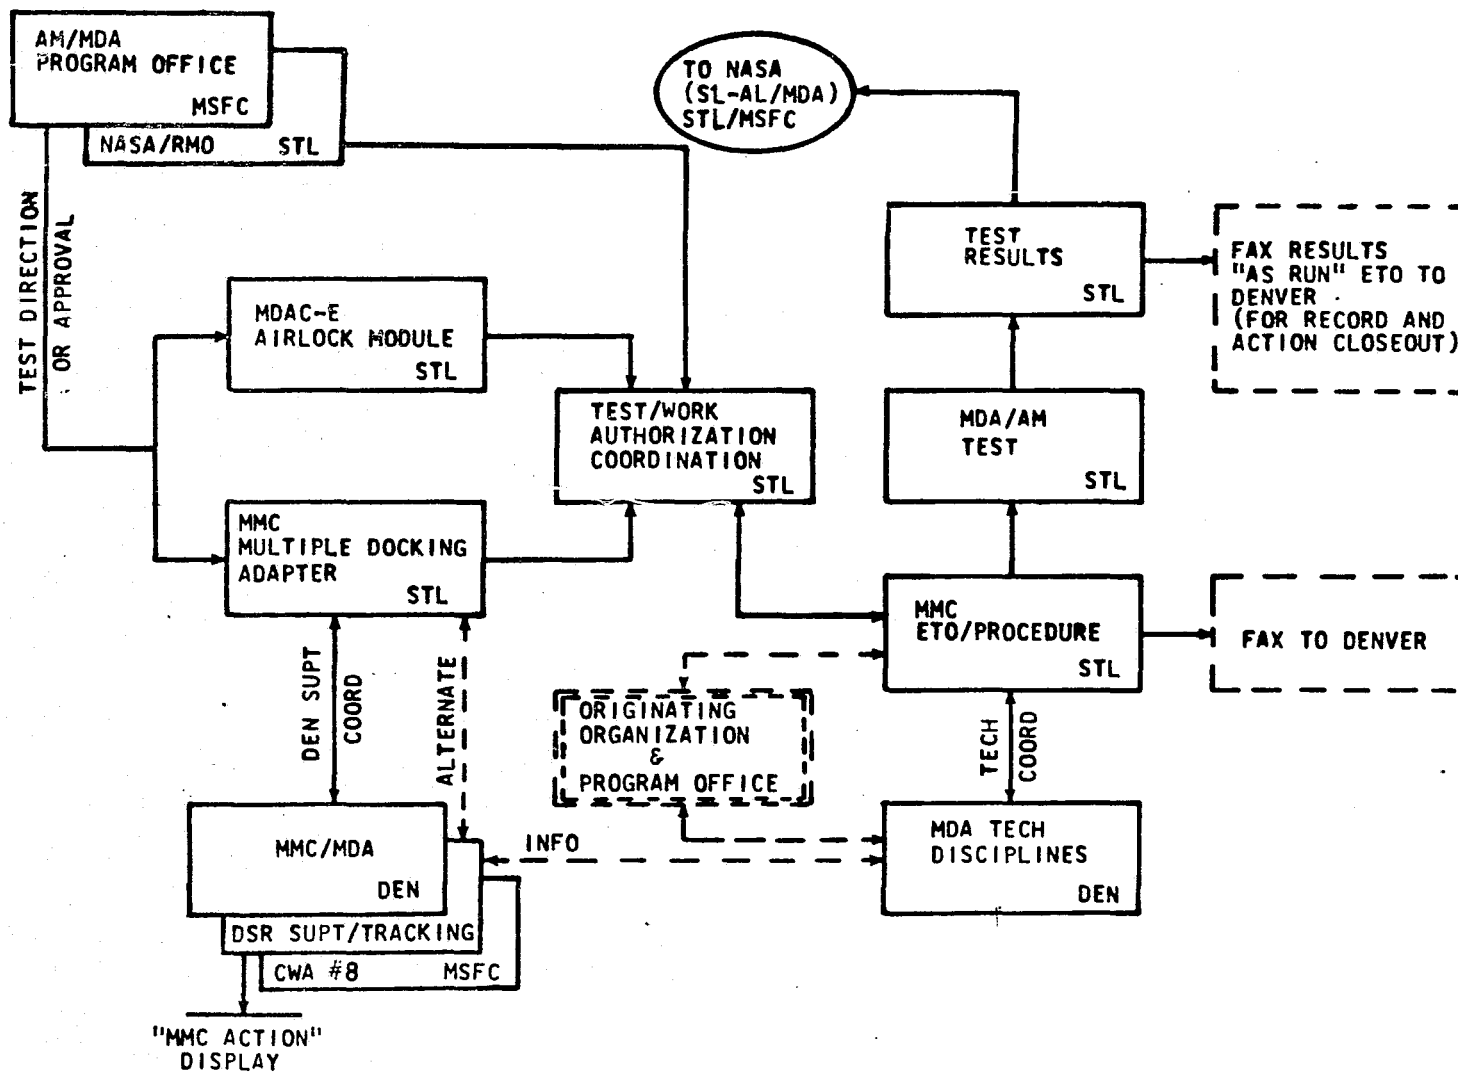 AM/MDA
PROGRAM OFFICE
MSFC
NASA/RMO STL
TEST DIRECTION
OR APPROVAL
TO NASA
(SL-AL/MDA)
STL/MSFC
TEST
RESULTS
STL
FAX RESULTS
"AS RUN" ETO TO
DENVER
(FOR RECORD AND
ACTION CLOSEOUT)
MDAC-E
AIRLOCK MODULE
STL
TEST/WORK
AUTHORIZATION
COORDINATION
STL
MDA/AM
TEST
STL
MMC
MULTIPLE DOCKING
ADAPTER
STL
MMC
ETO/PROCEDURE
STL
FAX TO DENVER
DEN SUPT
COORD
ALTERNATE
ORIGINATING
ORGANIZATION
&
PROGRAM OFFICE
TECH
COORD
MMC/MDA
DEN
INFO
MDA TECH
DISCIPLINES
DEN
DSR SUPT/TRACKING
CWA #8 MSFC
"MMC ACTION"
DISPLAY